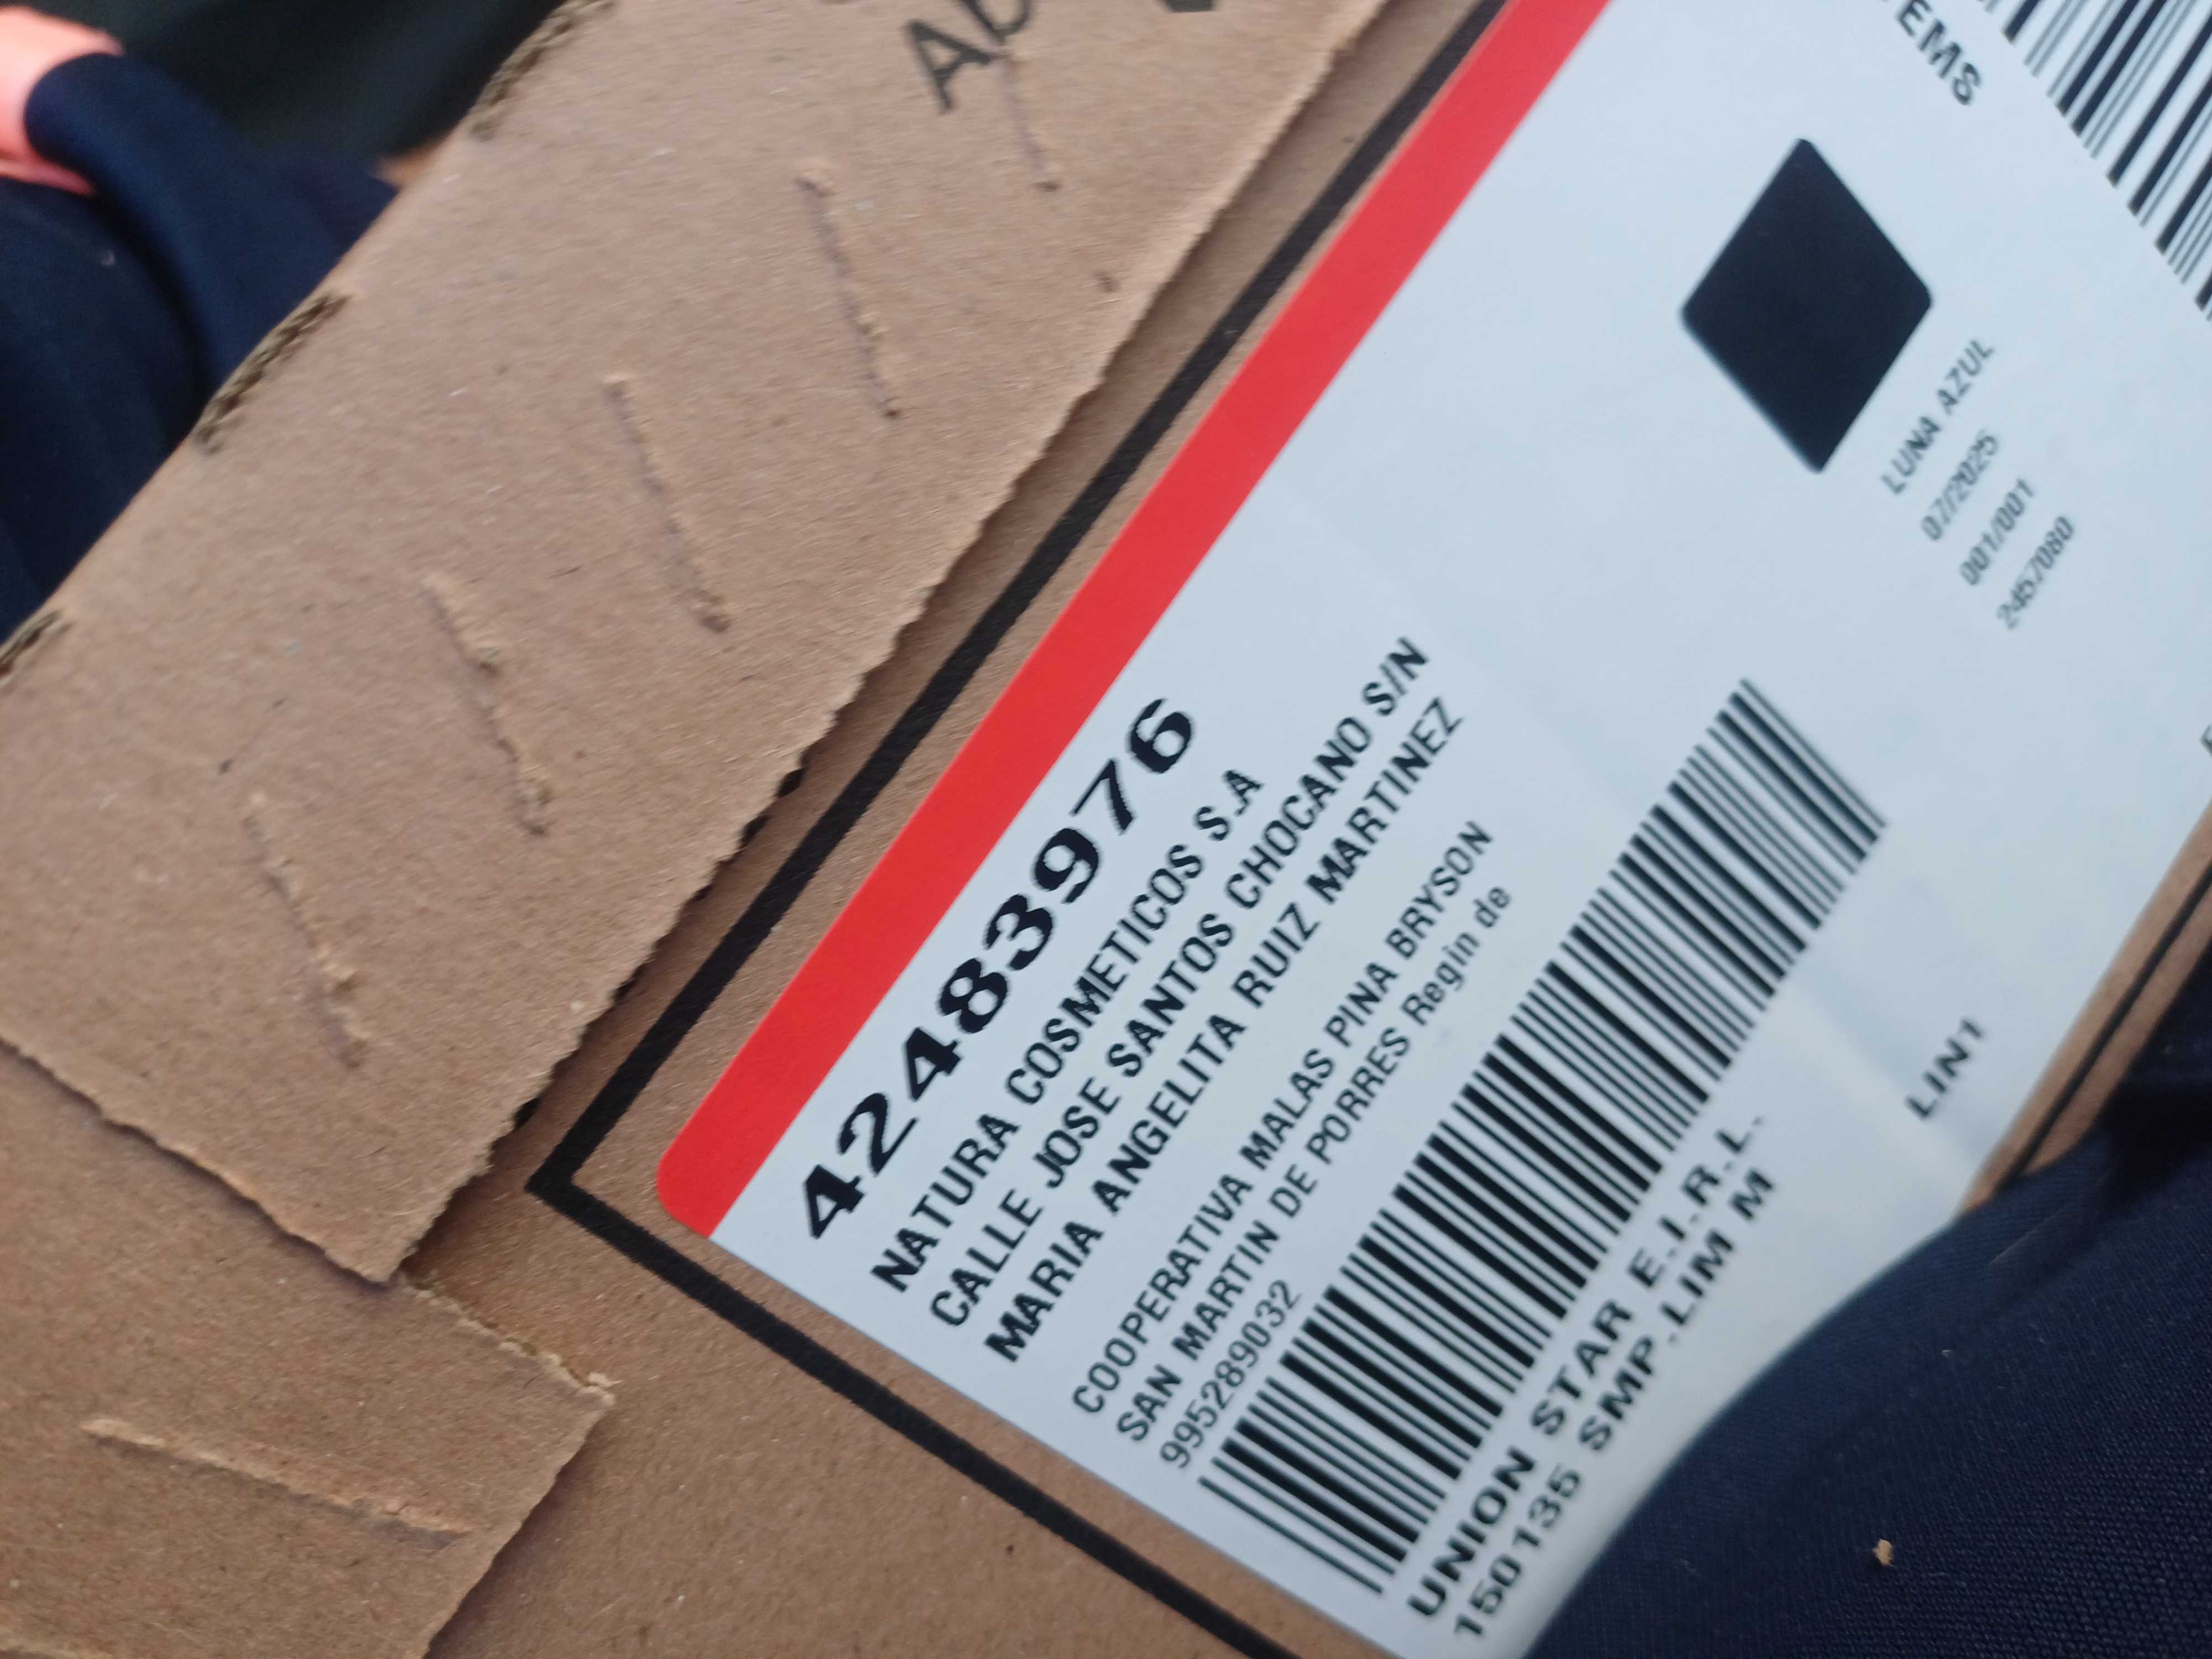 EMS
LUNA AZUL
07/2025
001/001
2457080
42483976
NATURA COSMETICOS S.A
CALLE JOSE SANTOS CHOCANO S/N
MARIA ANGELITA RUIZ MARTINEZ
COOPERATIVA MALAS PINA BRYSON
SAN MARTIN DE PORRES Regin de
995289032
UNION STAR E.I.R.L.
150135 SMP.LIM M
LIN1